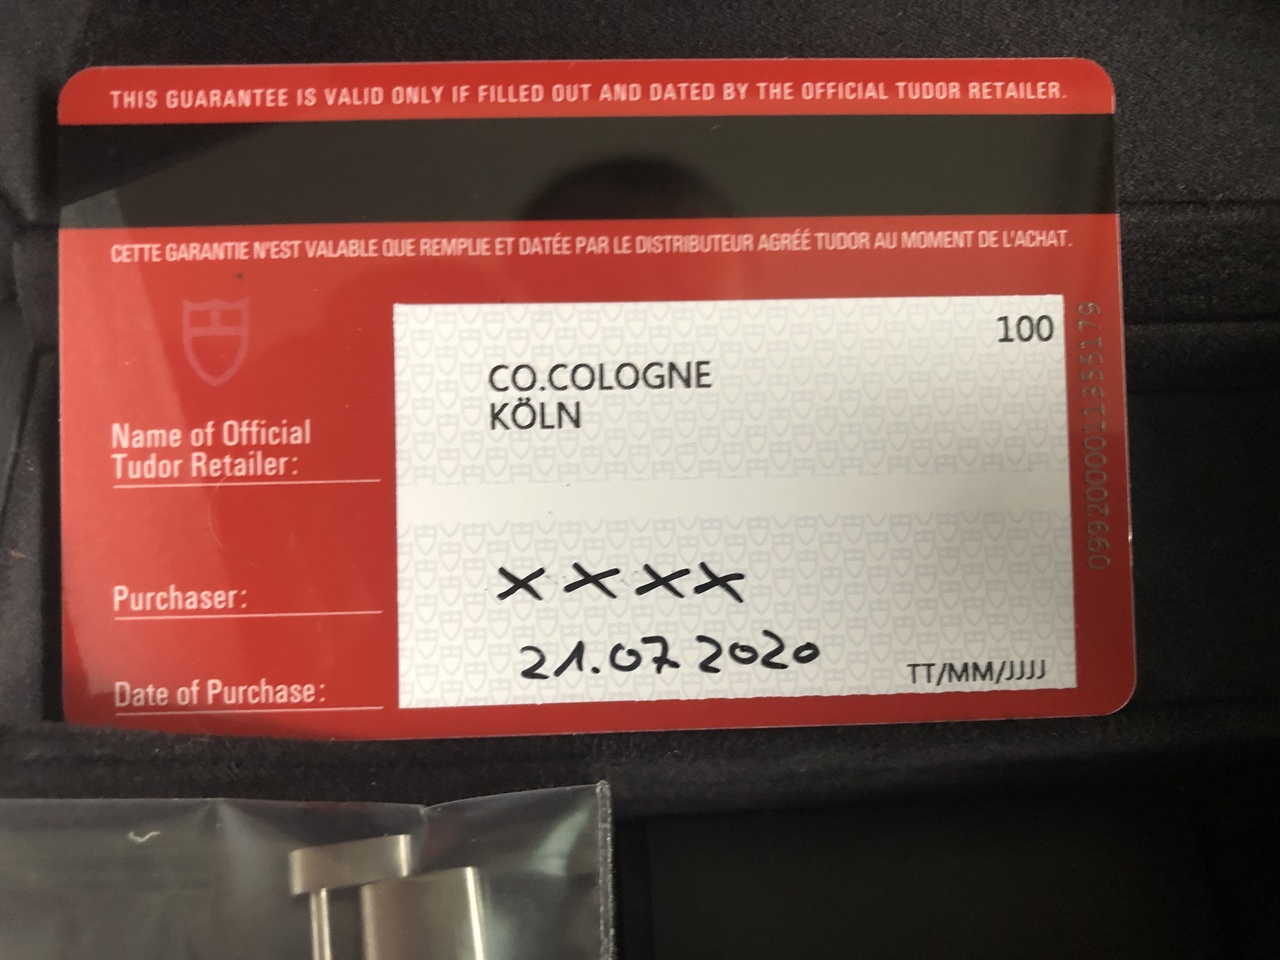 THIS GUARANTEE IS VALID ONLY IF FILLED OUT AND DATED BY THE OFFICIAL TUDOR RETAILER.
CETTE GARANTIE N'EST VALABLE QUE REMPLIE ET DATÉE PAR LE DISTRIBUTEUR AGRÉÉ TUDOR AU MOMENT DE L'ACHAT.
100
CO.COLOGNE
KÖLN
Name of Official
Tudor Retailer:
Purchaser:
xxxx
Date of Purchase:
21.07 2020
TT/MM/JJJJ
0992000011355179